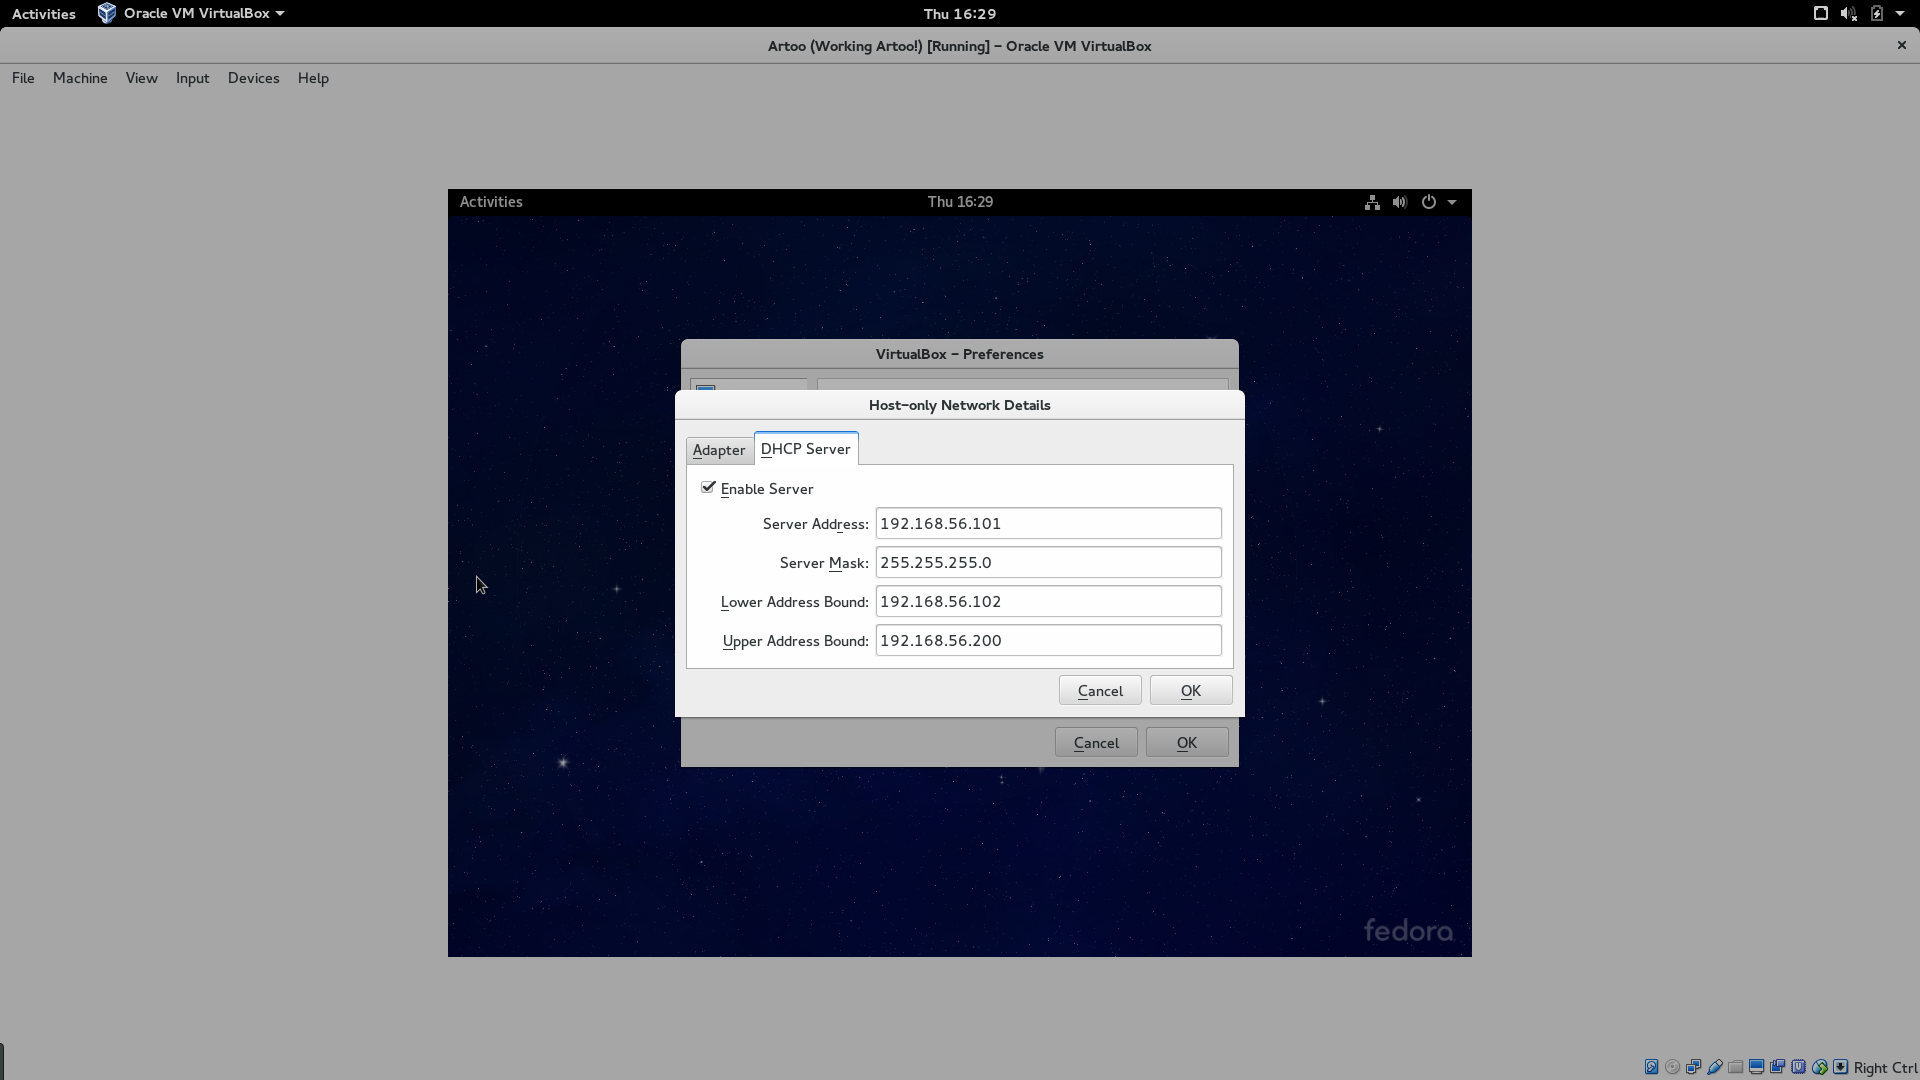 Activities Oracle VM VirtualBox Thu 16:29
Artoo (Working Artoo!) [Running] – Oracle VM VirtualBox
File Machine View Input Devices Help
Activities Thu 16:29
VirtualBox – Preferences
Host-only Network Details
Adapter DHCP Server
Enable Server
Server Address: 192.168.56.101
Server Mask: 255.255.255.0
Lower Address Bound: 192.168.56.102
Upper Address Bound: 192.168.56.200
Cancel OK
Cancel OK
fedora
Right Ctrl